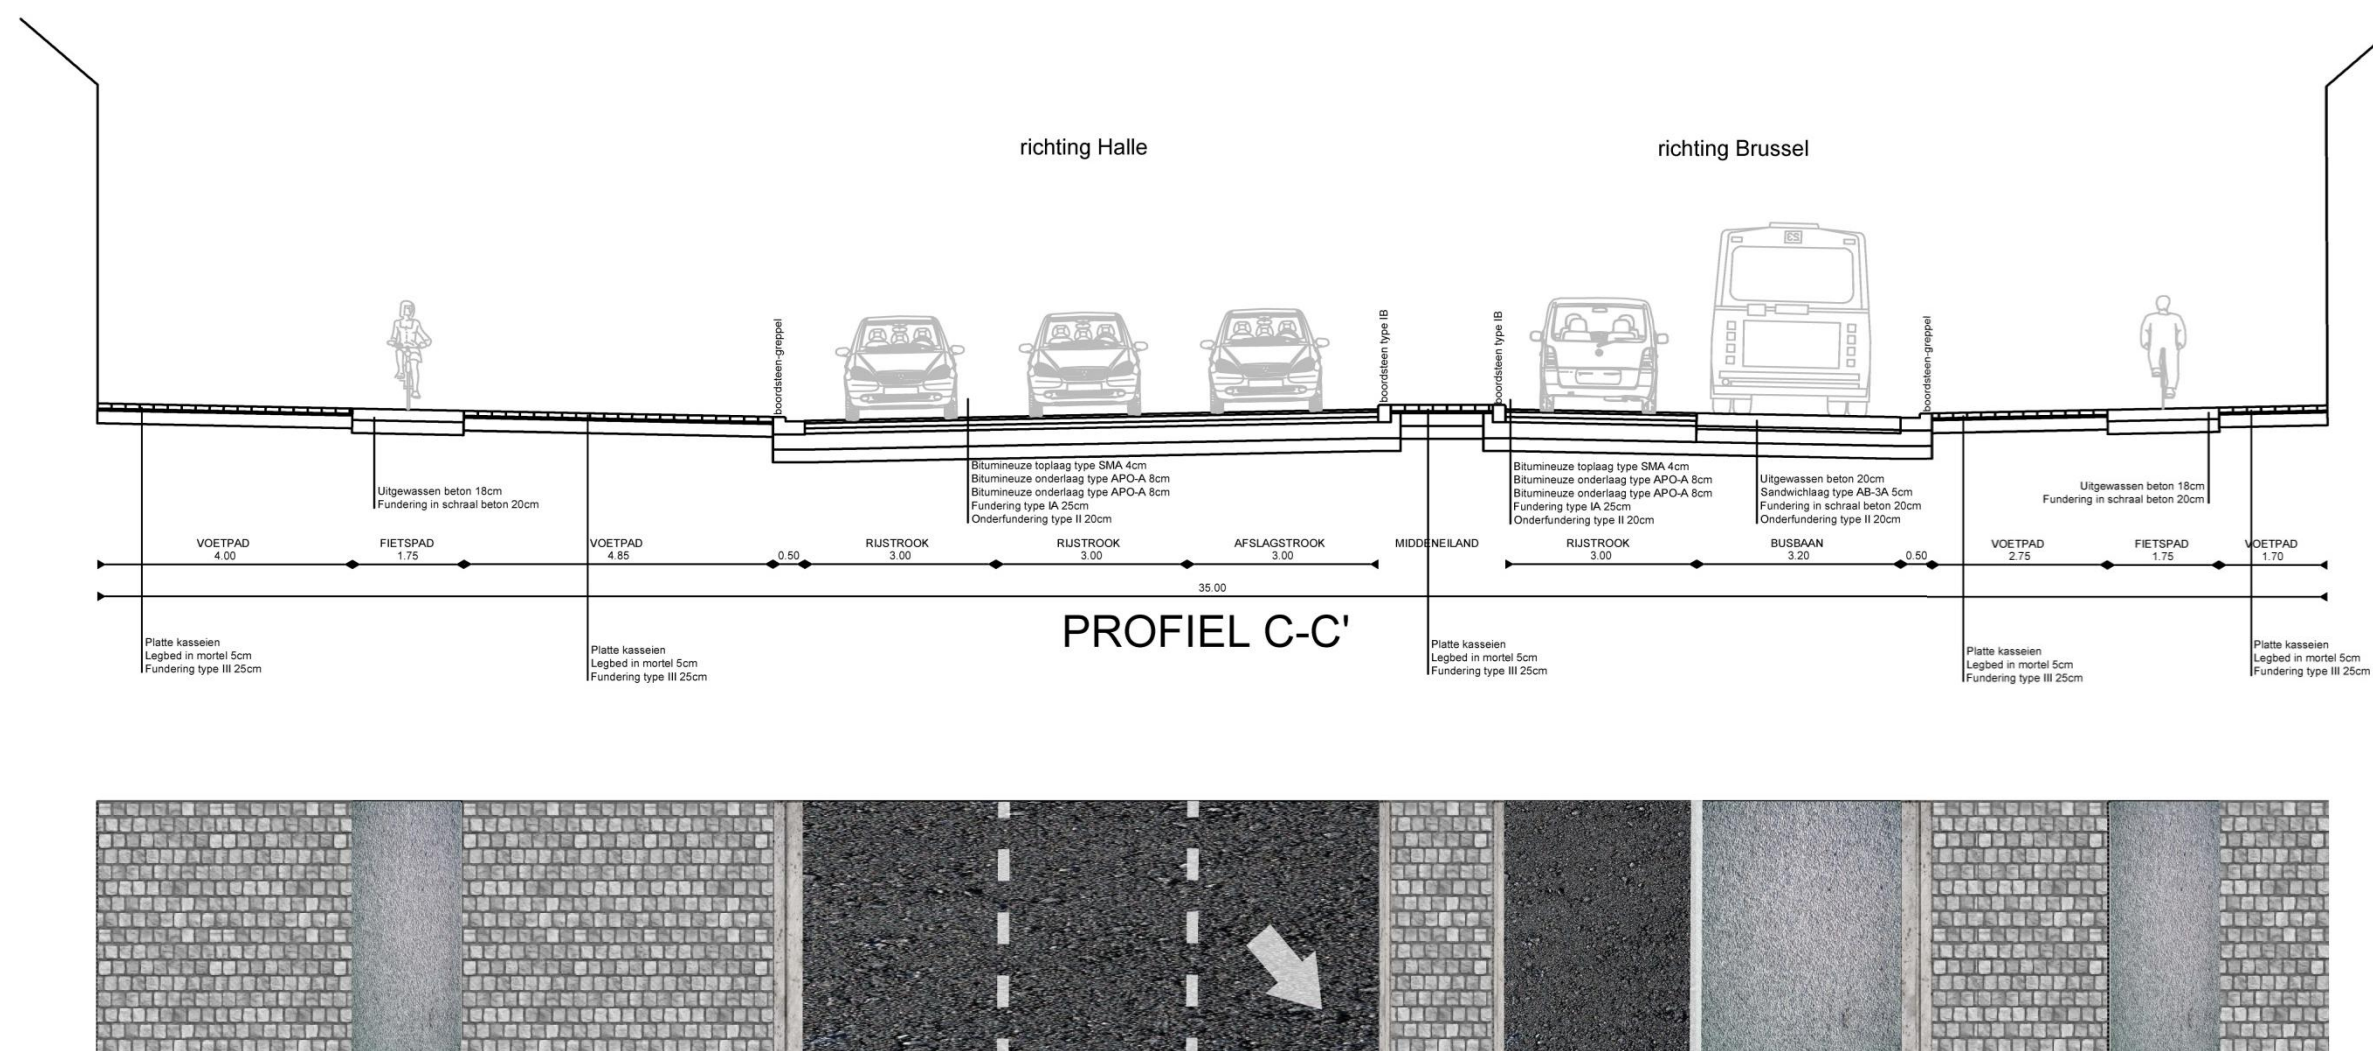 richting Halle
richting Brussel
boordsteen-greppel
boordsteen type IB
boordsteen type IB
boordsteen-greppel
Uitgewassen beton 18cm
Fundering in schraal beton 20cm
Bitumineuze toplaag type SMA 4cm
Bitumineuze onderlaag type APO-A 8cm
Bitumineuze onderlaag type APO-A 8cm
Fundering type IA 25cm
Onderfundering type II 20cm
Bitumineuze toplaag type SMA 4cm
Bitumineuze onderlaag type APO-A 8cm
Bitumineuze onderlaag type APO-A 8cm
Fundering type IA 25cm
Onderfundering type II 20cm
Uitgewassen beton 20cm
Sandwichlaag type AB-3A 5cm
Fundering in schraal beton 20cm
Onderfundering type II 20cm
Uitgewassen beton 18cm
Fundering in schraal beton 20cm
VOETPAD
4.00
FIETSPAD
1.75
VOETPAD
4.85
0.50
RIJSTROOK
3.00
RIJSTROOK
3.00
AFSLAGSTROOK
3.00
MIDDENEILAND
RIJSTROOK
3.00
BUSBAAN
3.20
0.50
VOETPAD
2.75
FIETSPAD
1.75
VOETPAD
1.70
35.00
PROFIEL C-C'
Platte kasseien
Legbed in mortel 5cm
Fundering type III 25cm
Platte kasseien
Legbed in mortel 5cm
Fundering type III 25cm
Platte kasseien
Legbed in mortel 5cm
Fundering type III 25cm
Platte kasseien
Legbed in mortel 5cm
Fundering type III 25cm
Platte kasseien
Legbed in mortel 5cm
Fundering type III 25cm